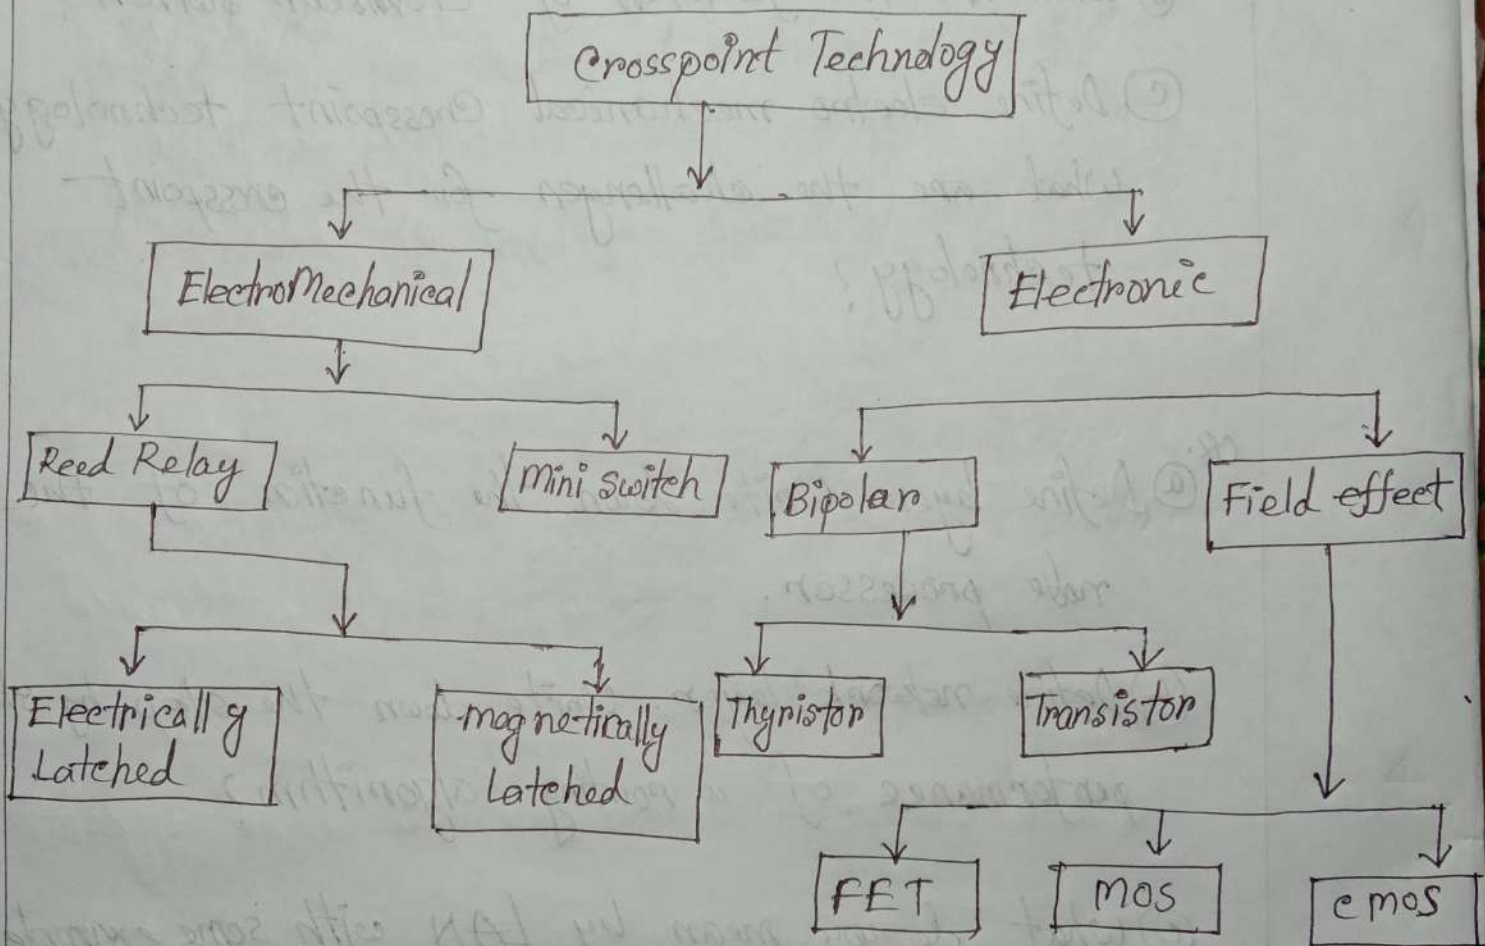 Crosspoint Technology
ElectroMechanical
Electronic
Reed Relay
Mini Switch
Bipolar
Field effect
Electrically
Latched
magnetically
Latched
Thyristor
Transistor
FET
MOS
CMOS